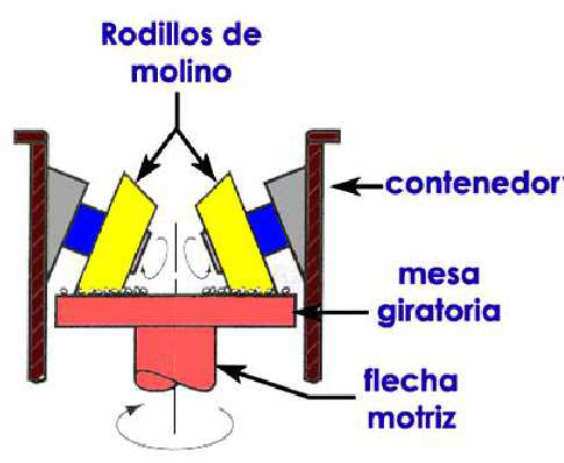 Rodillos de
molino
contenedor
mesa
giratoria
flecha
motriz